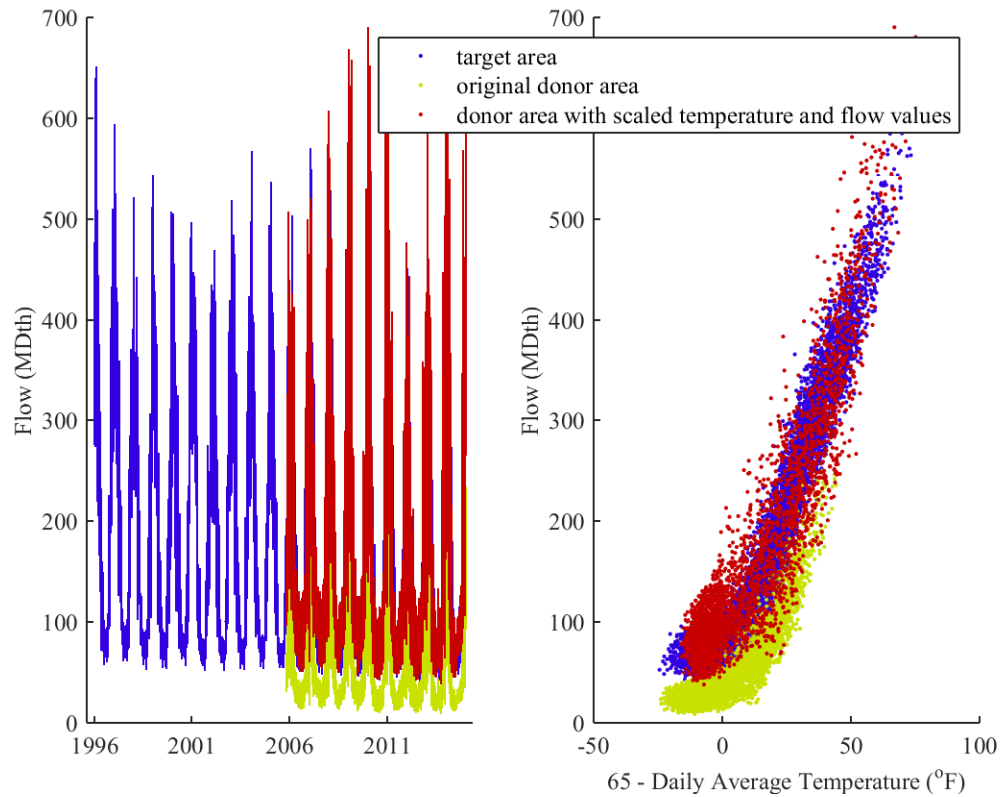 700
600
500
400
300
200
100
0
Flow (MDth)
1996 2001 2006 2011
target area
original donor area
donor area with scaled temperature and flow values
700
600
500
400
300
200
100
0
Flow (MDth)
-50 0 50 100
65 - Daily Average Temperature (°F)